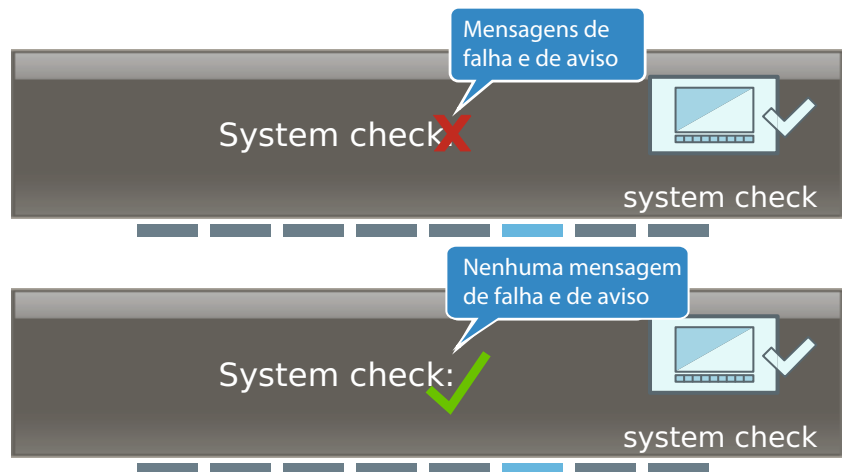 Mensagens de
falha e de aviso
System check:
system check
Nenhuma mensagem
de falha e de aviso
System check:
system check